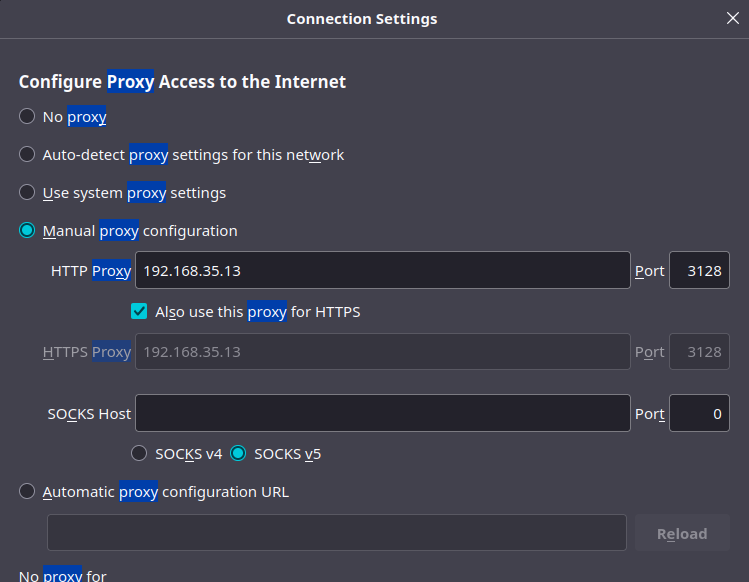 Connection Settings
Configure Proxy Access to the Internet
No proxy
Auto-detect proxy settings for this network
Use system proxy settings
Manual proxy configuration
HTTP Proxy 192.168.35.13 Port 3128
Also use this proxy for HTTPS
HTTPS Proxy 192.168.35.13 Port 3128
SOCKS Host Port 0
SOCKS v4 SOCKS v5
Automatic proxy configuration URL
Reload
No proxy for